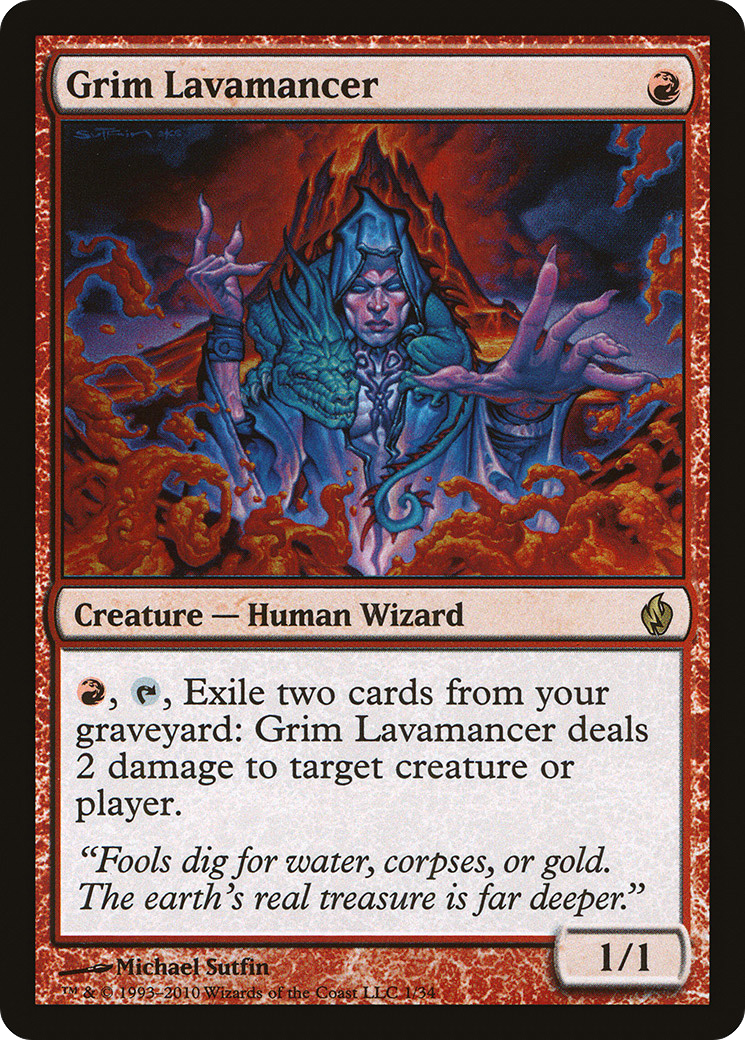 Grim Lavamancer
SUTFIN
Creature — Human Wizard
, , Exile two cards from your
graveyard: Grim Lavamancer deals
2 damage to target creature or
player.
“Fools dig for water, corpses, or gold.
The earth’s real treasure is far deeper.”
1/1
Michael Sutfin
™ & © 1993–2010 Wizards of the Coast LLC 1/34